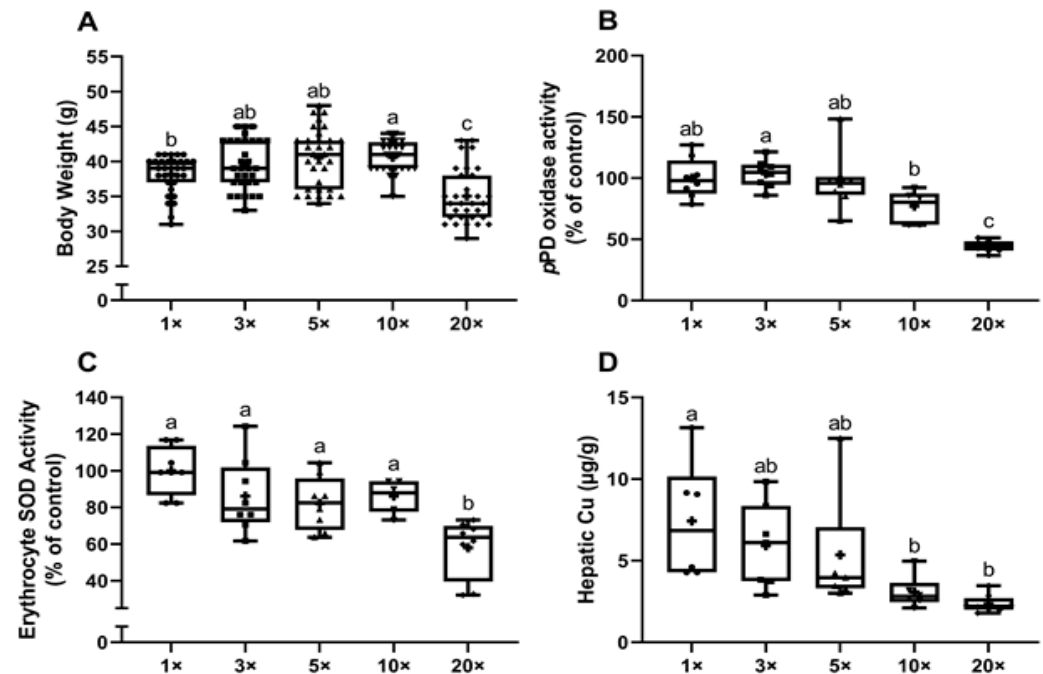 A
Body Weight (g)
55
50
45
40
35
30
25
0
b
ab
ab
a
c
1×
3×
5×
10×
20×
B
pPD oxidase activity
(% of control)
200
150
100
50
0
ab
a
ab
b
c
1×
3×
5×
10×
20×
C
Erythrocyte SOD Activity
(% of control)
140
120
100
80
60
40
0
a
a
a
a
b
1×
3×
5×
10×
20×
D
Hepatic Cu (µg/g)
15
10
5
0
a
ab
ab
b
b
1×
3×
5×
10×
20×